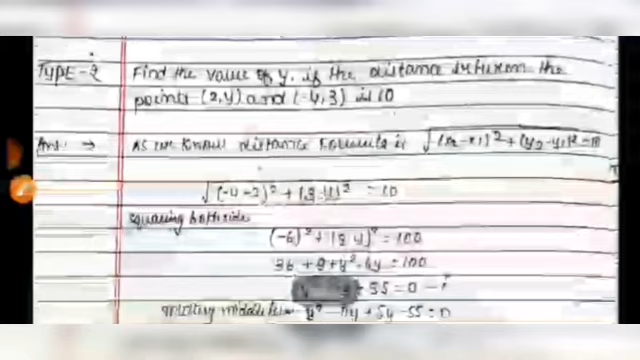 TYPE-2 Find the value of y, if the distance between the
points (2,y) and (-4,3) is 10
Ans: → As we know distance formula is √(x2-x1)²+(y2-y1)²=10
√(-4-2)²+(3-y)² =10
squaring bothside
(-6)²+(3-y)²=100
36+9+y²-6y=100
-55=0
middle term y² -11y+5y-55=0